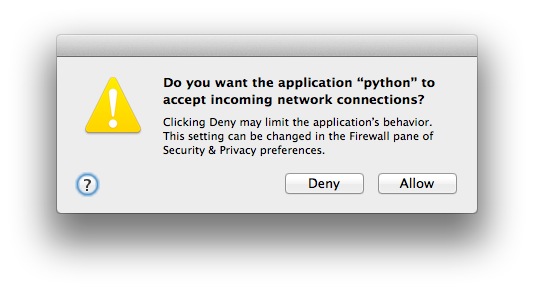 Do you want the application “python” to
accept incoming network connections?
Clicking Deny may limit the application’s behavior.
This setting can be changed in the Firewall pane of
Security & Privacy preferences.
?
Deny
Allow